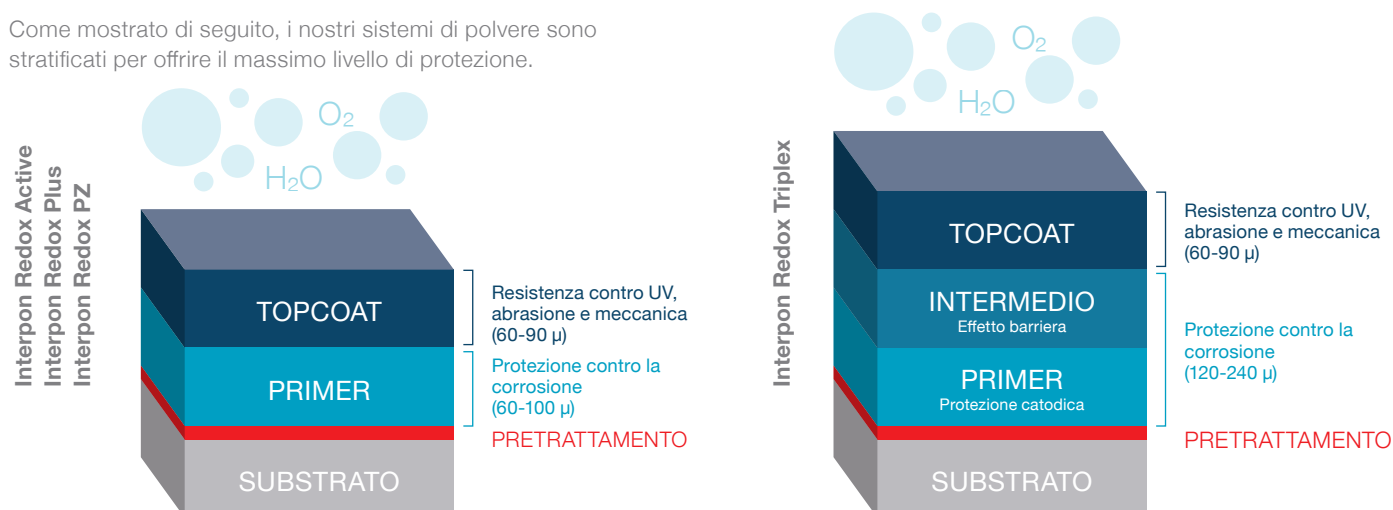 Come mostrato di seguito, i nostri sistemi di polvere sono
stratificati per offrire il massimo livello di protezione.
Interpon Redox Active
Interpon Redox Plus
Interpon Redox PZ
O₂
H₂O
TOPCOAT
PRIMER
SUBSTRATO
Resistenza contro UV,
abrasione e meccanica
(60-90 µ)
Protezione contro la
corrosione
(60-100 µ)
PRETRATTAMENTO
Interpon Redox Triplex
O₂
H₂O
TOPCOAT
INTERMEDIO
Effetto barriera
PRIMER
Protezione catodica
SUBSTRATO
Resistenza contro UV,
abrasione e meccanica
(60-90 µ)
Protezione contro la
corrosione
(120-240 µ)
PRETRATTAMENTO